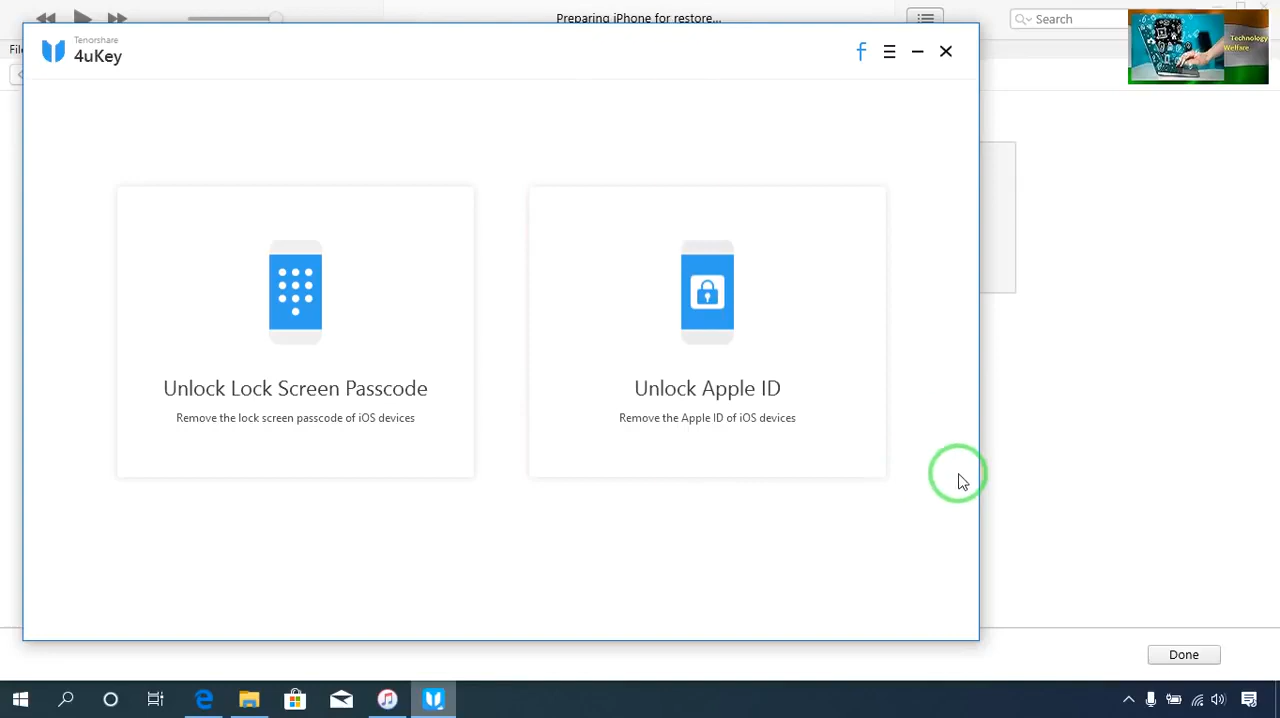 Preparing iPhone for restore...
Search
Technology
Welfare
Tenorshare
4uKey
Unlock Lock Screen Passcode
Remove the lock screen passcode of iOS devices
Unlock Apple ID
Remove the Apple ID of iOS devices
Done